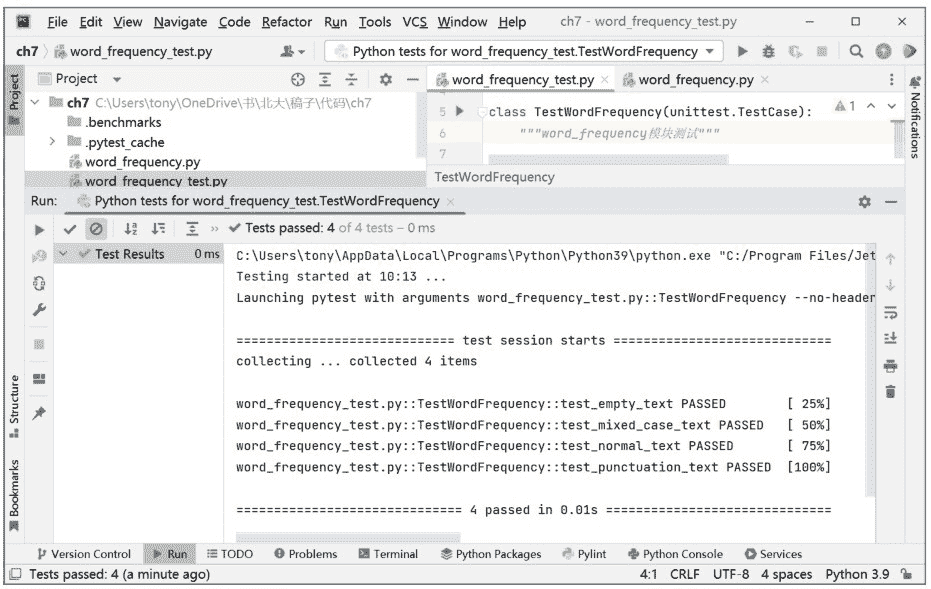 File Edit View Navigate Code Refactor Run Tools VCS Window Help ch7 - word_frequency_test.py
ch7 word_frequency_test.py Python tests for word_frequency_test.TestWordFrequency
Project
Project word_frequency_test.py word_frequency.py
ch7 C:\Users\tony\OneDrive\书\北大\稿子\代码\ch7
.benchmarks
.pytest_cache
word_frequency.py
word_frequency_test.py
5 class TestWordFrequency(unittest.TestCase): 1
6 """word_frequency模块测试"""
7
TestWordFrequency
Notifications
Run: Python tests for word_frequency_test.TestWordFrequency
Tests passed: 4 of 4 tests – 0 ms
Test Results 0 ms
C:\Users\tony\AppData\Local\Programs\Python\Python39\python.exe "C:/Program Files/Jet
Testing started at 10:13 ...
Launching pytest with arguments word_frequency_test.py::TestWordFrequency --no-header
============================= test session starts =============================
collecting ... collected 4 items
word_frequency_test.py::TestWordFrequency::test_empty_text PASSED [ 25%]
word_frequency_test.py::TestWordFrequency::test_mixed_case_text PASSED [ 50%]
word_frequency_test.py::TestWordFrequency::test_normal_text PASSED [ 75%]
word_frequency_test.py::TestWordFrequency::test_punctuation_text PASSED [100%]
============================== 4 passed in 0.01s ==============================
Structure
Bookmarks
Version Control Run TODO Problems Terminal Python Packages Pylint Python Console Services
Tests passed: 4 (a minute ago) 4:1 CRLF UTF-8 4 spaces Python 3.9